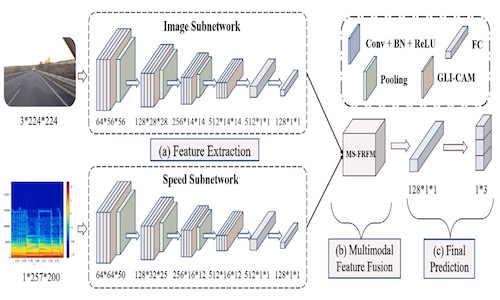 Image Subnetwork
3*224*224
64*56*56
128*28*28
256*14*14
512*14*14
512*1*1
128*1*1
(a) Feature Extraction
Speed Subnetwork
1*257*200
64*64*50
128*32*25
256*16*12
512*16*12
512*1*1
128*1*1
Conv + BN + ReLU
FC
Pooling
GLI-CAM
MS-FRFM
128*1*1
1*3
(b) Multimodal
Feature Fusion
(c) Final
Prediction